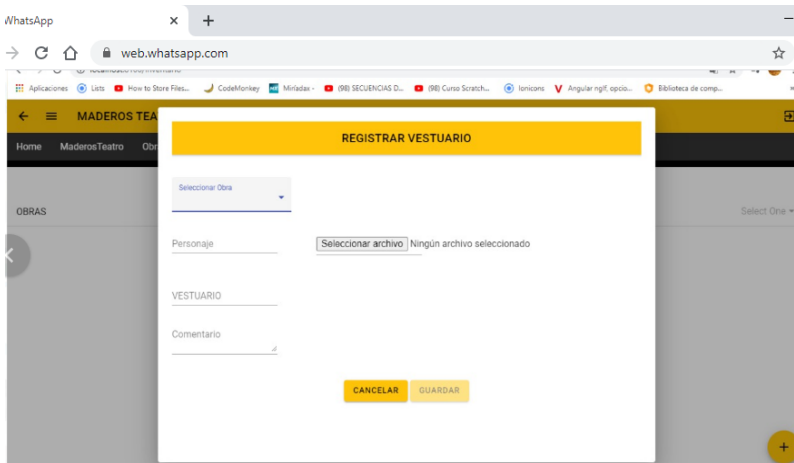 WhatsApp
web.whatsapp.com
Aplicaciones Lists How to Store Files... CodeMonkey Miríadax - (98) SECUENCIAS D... (98) Curso Scratch... Ionicons Angular ngIf, opcio... Biblioteca de comp...
MADEROS TEA
REGISTRAR VESTUARIO
Home MaderosTeatro Obr
Seleccionar Obra
OBRAS
Select One
Personaje
Seleccionar archivo Ningún archivo seleccionado
VESTUARIO
Comentario
CANCELAR GUARDAR